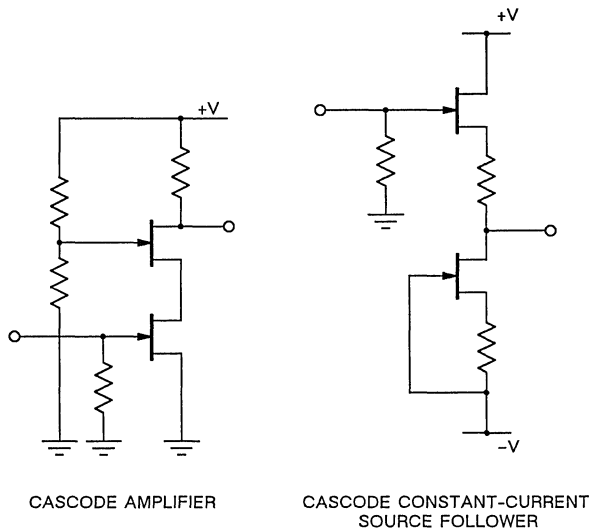 +V
+V
-V
CASCODE AMPLIFIER
CASCODE CONSTANT-CURRENT
SOURCE FOLLOWER